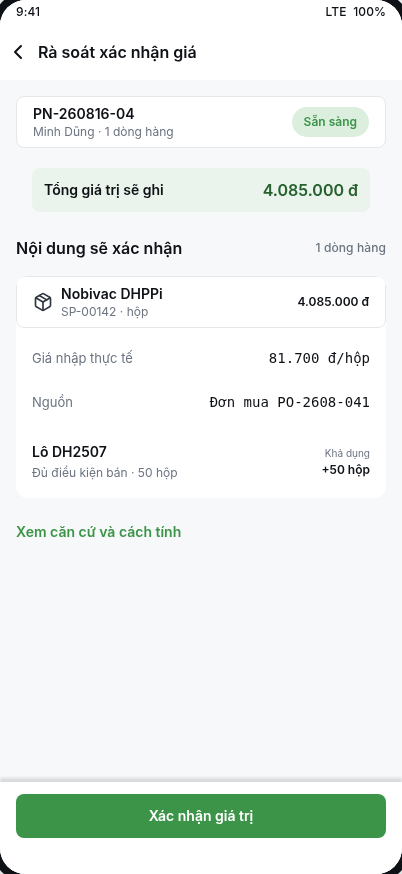 9:41
LTE 100%
Rà soát xác nhận giá
PN-260816-04
Minh Dũng · 1 dòng hàng
Sẵn sàng
Tổng giá trị sẽ ghi
4.085.000 đ
Nội dung sẽ xác nhận
1 dòng hàng
Nobivac DHPPi
SP-00142 · hộp
4.085.000 đ
Giá nhập thực tế
81.700 đ/hộp
Nguồn
Đơn mua PO-2608-041
Lô DH2507
Đủ điều kiện bán · 50 hộp
Khả dụng
+50 hộp
Xem căn cứ và cách tính
Xác nhận giá trị